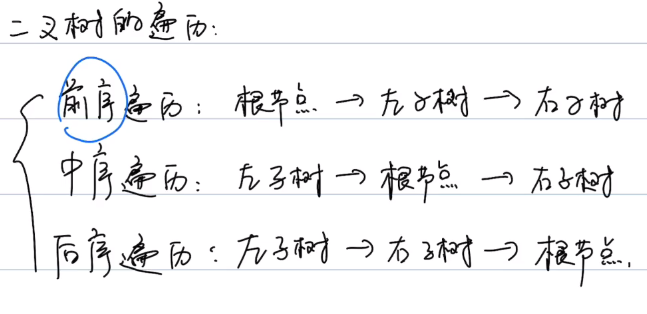 二叉树的遍历:
前序遍历: 根节点 → 左子树 → 右子树
中序遍历: 左子树 → 根节点 → 右子树
后序遍历: 左子树 → 右子树 → 根节点.